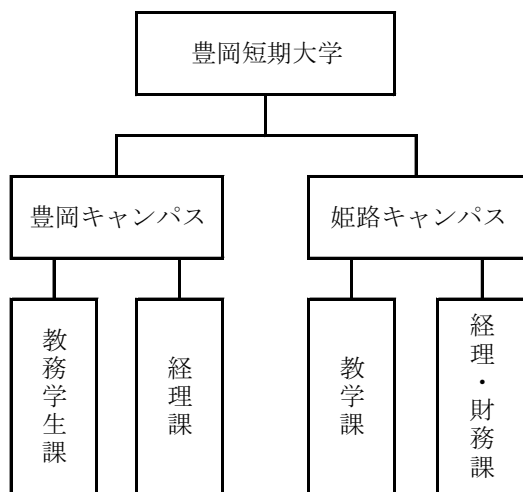 豊岡短期大学
豊岡キャンパス
姫路キャンパス
教務学生課
経理課
教学課
経理・財務課